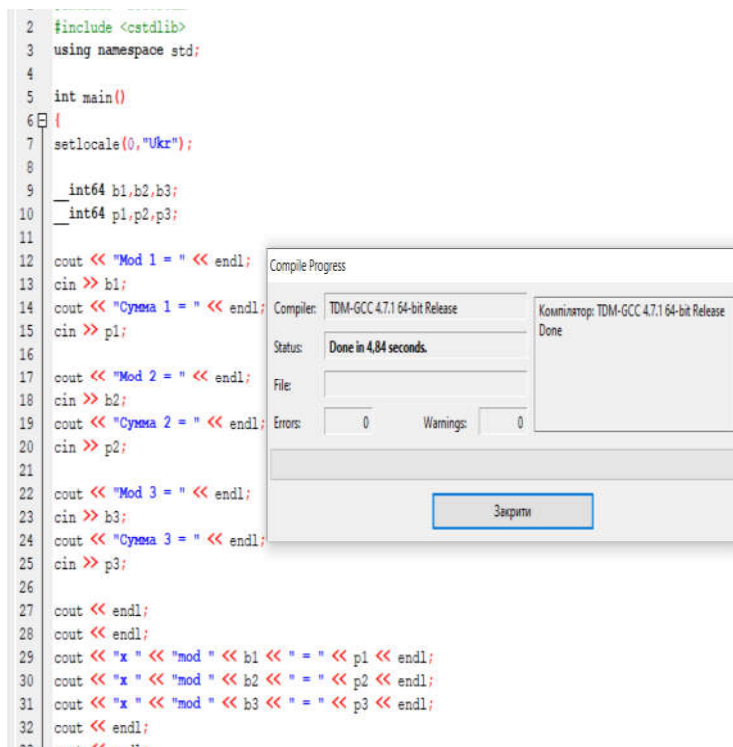 2 #include <cstdlib>
3 using namespace std;
4
5 int main()
6 {
7 setlocale(0,"Ukr");
8
9 __int64 b1,b2,b3;
10 __int64 p1,p2,p3;
11
12 cout << "Mod 1 = " << endl;
13 cin >> b1;
14 cout << "Сумма 1 = " << endl;
15 cin >> p1;
16
17 cout << "Mod 2 = " << endl;
18 cin >> b2;
19 cout << "Сумма 2 = " << endl;
20 cin >> p2;
21
22 cout << "Mod 3 = " << endl;
23 cin >> b3;
24 cout << "Сумма 3 = " << endl;
25 cin >> p3;
26
27 cout << endl;
28 cout << endl;
29 cout << "x " << "mod " << b1 << " = " << p1 << endl;
30 cout << "x " << "mod " << b2 << " = " << p2 << endl;
31 cout << "x " << "mod " << b3 << " = " << p3 << endl;
32 cout << endl;
Compile Progress
Compiler: TDM-GCC 4.7.1 64-bit Release
Status: Done in 4,84 seconds.
File:
Errors: 0 Warnings: 0
Компілятор: TDM-GCC 4.7.1 64-bit Release
Done
Закрити